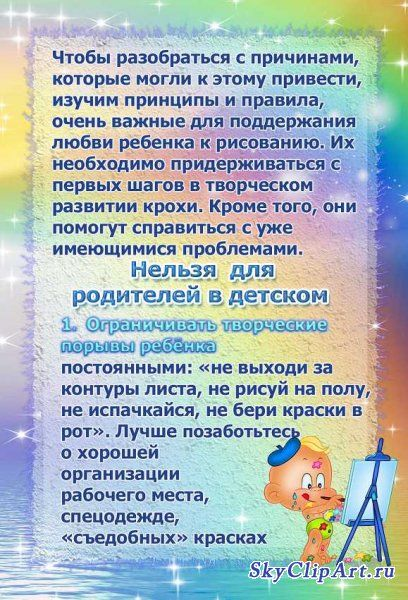 Чтобы разобраться с причинами,
которые могли к этому привести,
изучим принципы и правила,
очень важные для поддержания
любви ребенка к рисованию. Их
необходимо придерживаться с
первых шагов в творческом
развитии крохи. Кроме того, они
помогут справиться с уже
имеющимися проблемами.
Нельзя для
родителей в детском
1. Ограничивать творческие
порывы ребенка
постоянными: «не выходи за
контуры листа, не рисуй на полу,
не испачкайся, не бери краски в
рот». Лучше позаботьтесь
о хорошей
организации
рабочего места,
спецодежде,
«съедобных» красках
SkyClipArt.ru